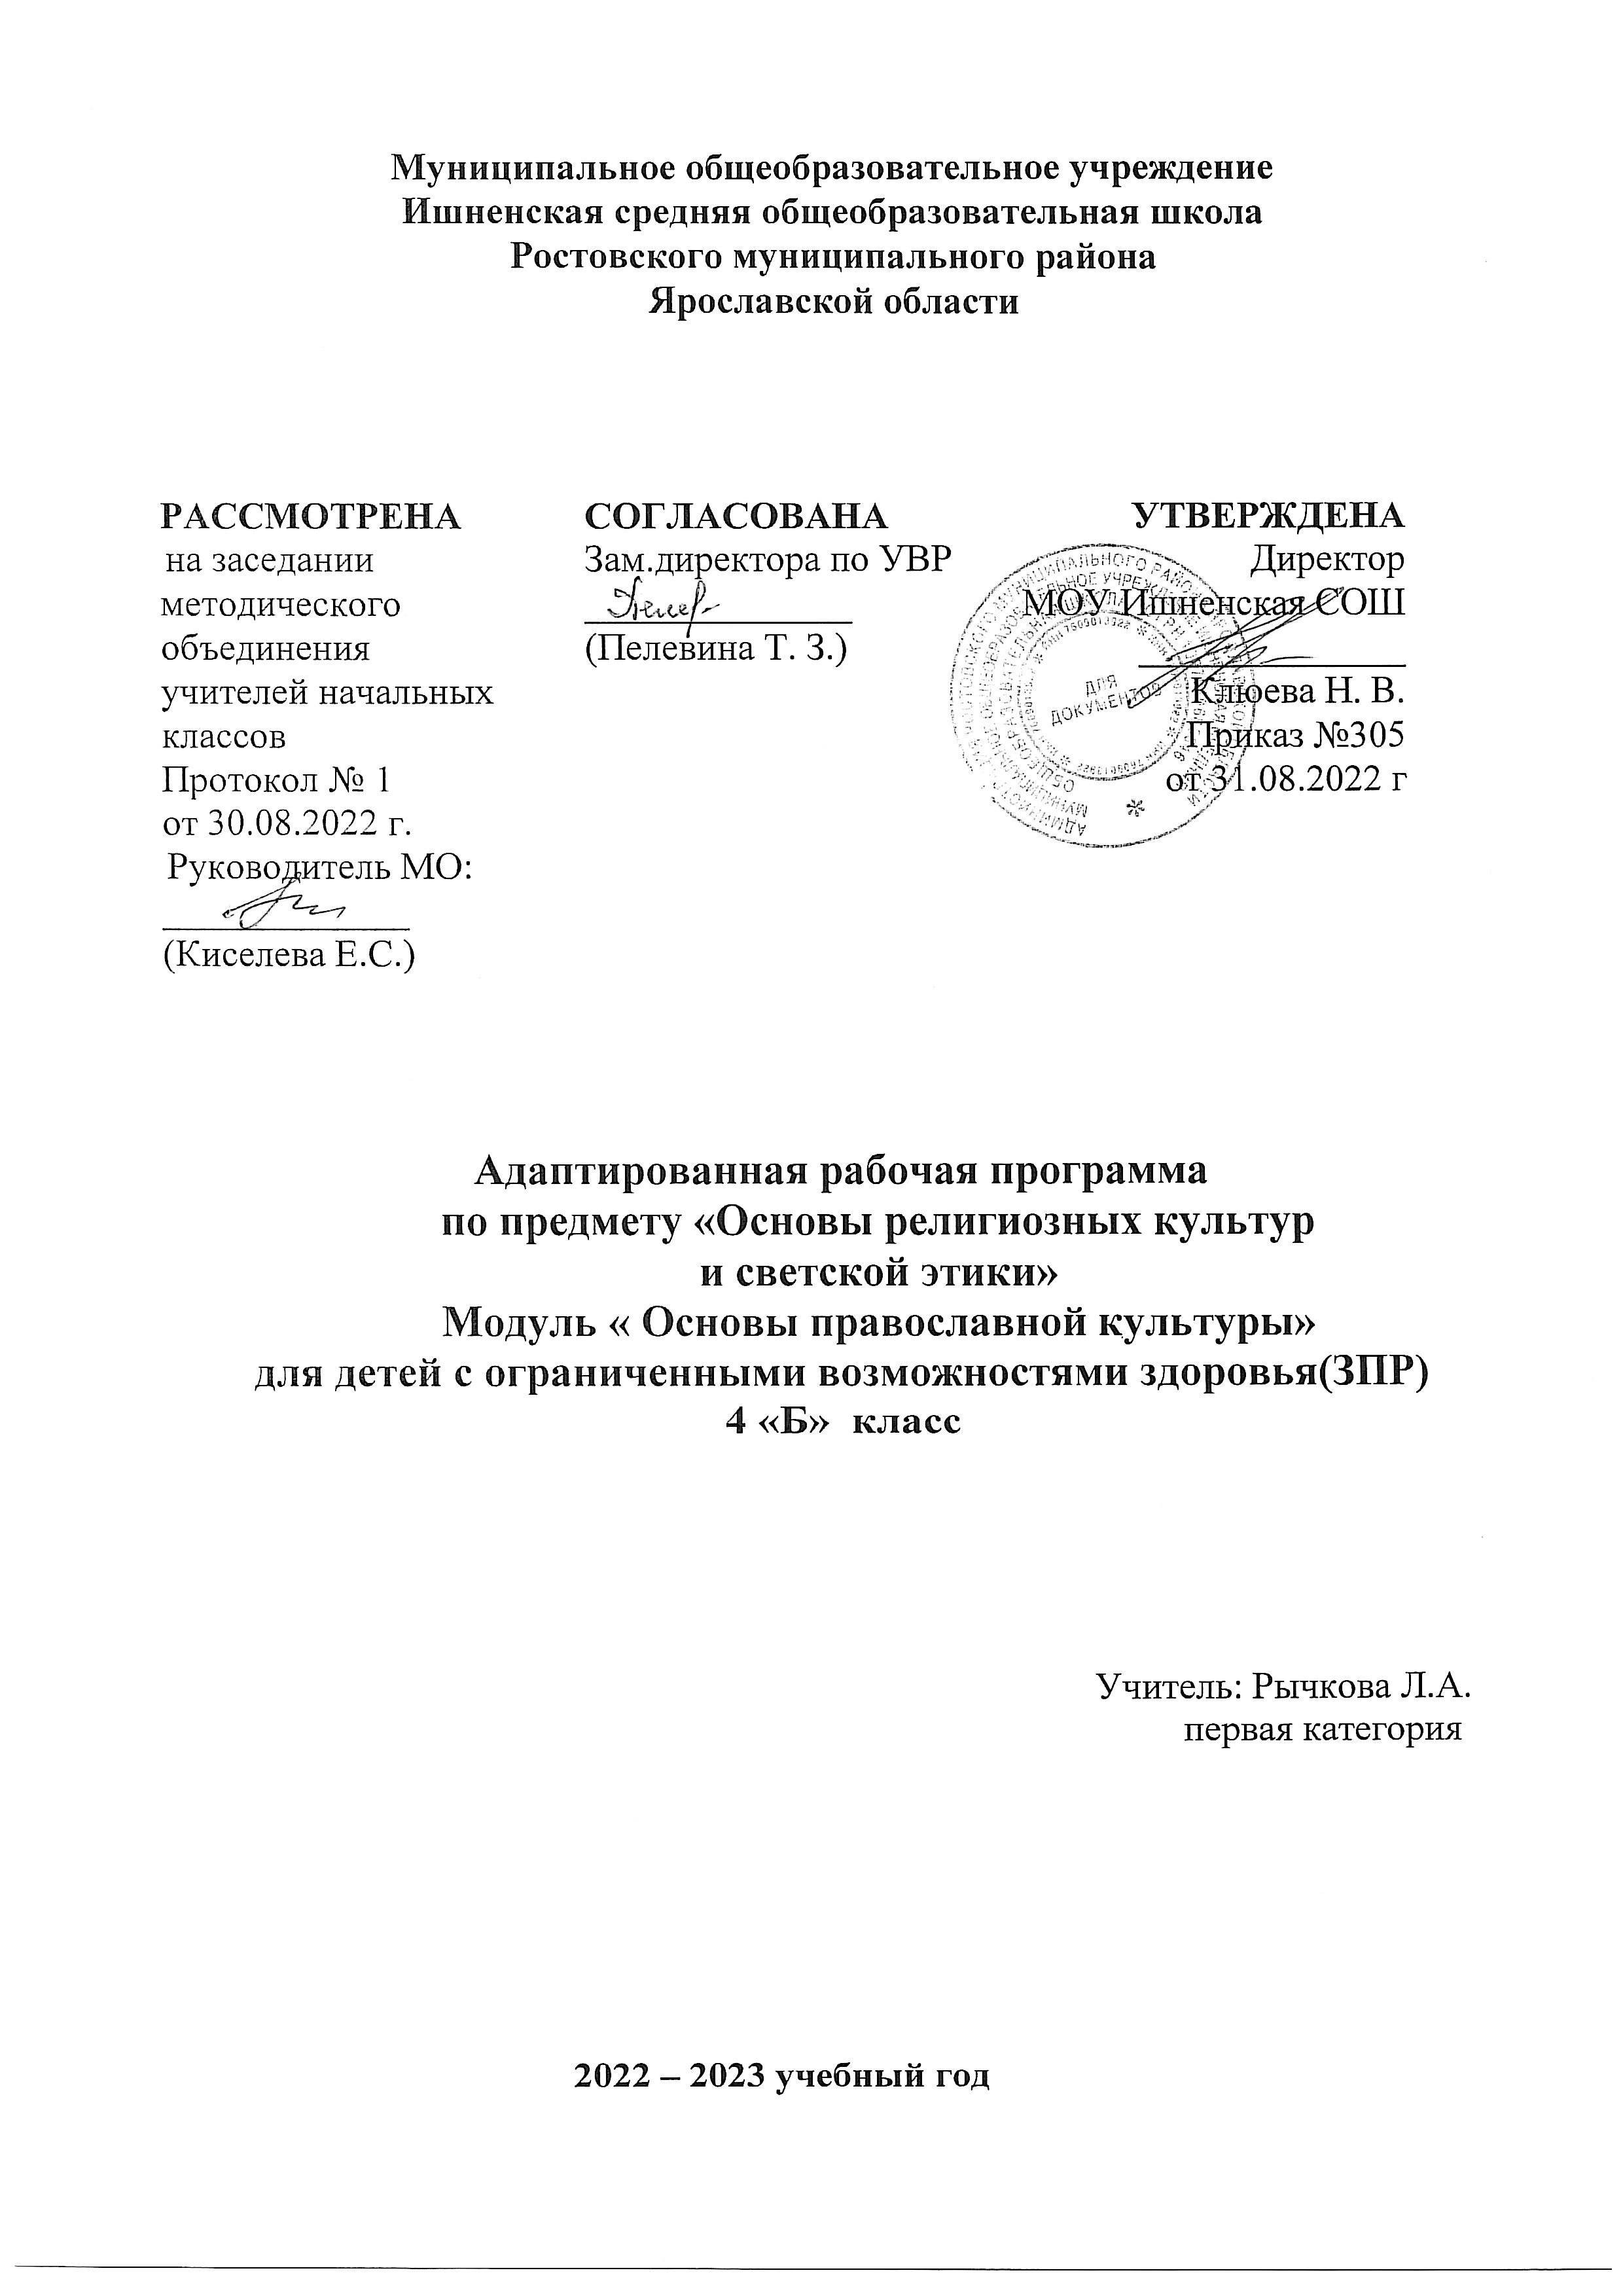 Муниципальное общеобразовательное учреждение
Ишненская средняя общеобразовательная школа
Ростовского муниципального района
Ярославской области
РАССМОТРЕНА
на заседании
методического
объединения
учителей начальных
классов
Протокол № 1
от 30.08.2022 г.
Руководитель МО:
(Киселева Е.С.)
СОГЛАСОВАНА
Зам.директора по УВР
(Пелевина Т. З.)
УТВЕРЖДЕНА
Директор
МОУ Ишненская СОШ
Клюева Н. В.
Приказ №305
от 31.08.2022 г
ДЛЯ
ДОКУМЕНТОВ
Адаптированная рабочая программа
по предмету «Основы религиозных культур
и светской этики»
Модуль « Основы православной культуры»
для детей с ограниченными возможностями здоровья(ЗПР)
4 «Б» класс
Учитель: Рычкова Л.А.
первая категория
2022 – 2023 учебный год